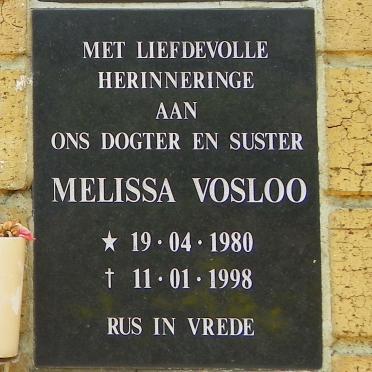 MET LIEFDEVOLLE
HERINNERINGE
AAN
ONS DOGTER EN SUSTER
MELISSA VOSLOO
★ 19·04·1980
† 11·01·1998
RUS IN VREDE